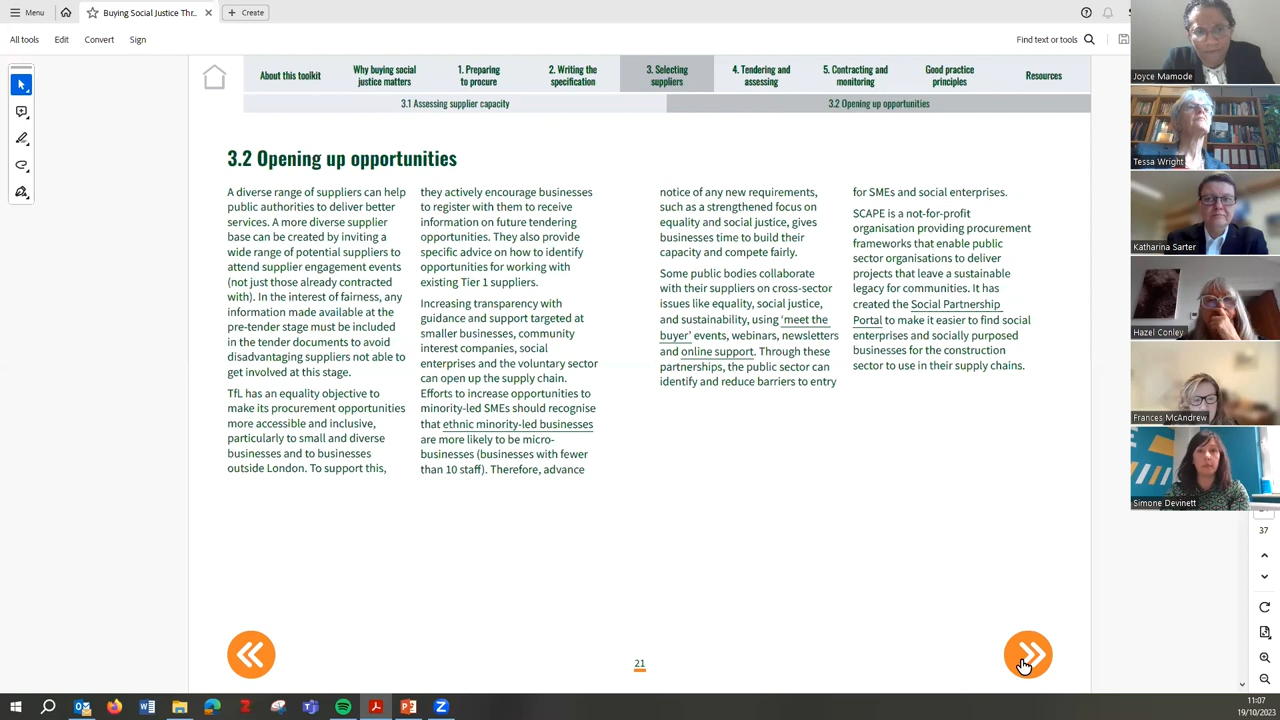 Menu
Buying Social Justice Thr...
Create
All tools
Edit
Convert
Sign
Find text or tools
About this toolkit
Why buying social
justice matters
1. Preparing
to procure
2. Writing the
specification
3. Selecting
suppliers
4. Tendering and
assessing
5. Contracting and
monitoring
Good practice
principles
Resources
3.1 Assessing supplier capacity
3.2 Opening up opportunities
3.2 Opening up opportunities
A diverse range of suppliers can help
public authorities to deliver better
services. A more diverse supplier
base can be created by inviting a
wide range of potential suppliers to
attend supplier engagement events
(not just those already contracted
with). In the interest of fairness, any
information made available at the
pre-tender stage must be included
in the tender documents to avoid
disadvantaging suppliers not able to
get involved at this stage.
TfL has an equality objective to
make its procurement opportunities
more accessible and inclusive,
particularly to small and diverse
businesses and to businesses
outside London. To support this,
they actively encourage businesses
to register with them to receive
information on future tendering
opportunities. They also provide
specific advice on how to identify
opportunities for working with
existing Tier 1 suppliers.
Increasing transparency with
guidance and support targeted at
smaller businesses, community
interest companies, social
enterprises and the voluntary sector
can open up the supply chain.
Efforts to increase opportunities to
minority-led SMEs should recognise
that ethnic minority-led businesses
are more likely to be micro-
businesses (businesses with fewer
than 10 staff). Therefore, advance
notice of any new requirements,
such as a strengthened focus on
equality and social justice, gives
businesses time to build their
capacity and compete fairly.
Some public bodies collaborate
with their suppliers on cross-sector
issues like equality, social justice,
and sustainability, using ‘meet the
buyer’ events, webinars, newsletters
and online support. Through these
partnerships, the public sector can
identify and reduce barriers to entry
for SMEs and social enterprises.
SCAPE is a not-for-profit
organisation providing procurement
frameworks that enable public
sector organisations to deliver
projects that leave a sustainable
legacy for communities. It has
created the Social Partnership
Portal to make it easier to find social
enterprises and socially purposed
businesses for the construction
sector to use in their supply chains.
21
Joyce Mamode
Tessa Wright
Katharina Sarter
Hazel Conley
Frances McAndrew
Simone Devinett
37
11:07
19/10/2023